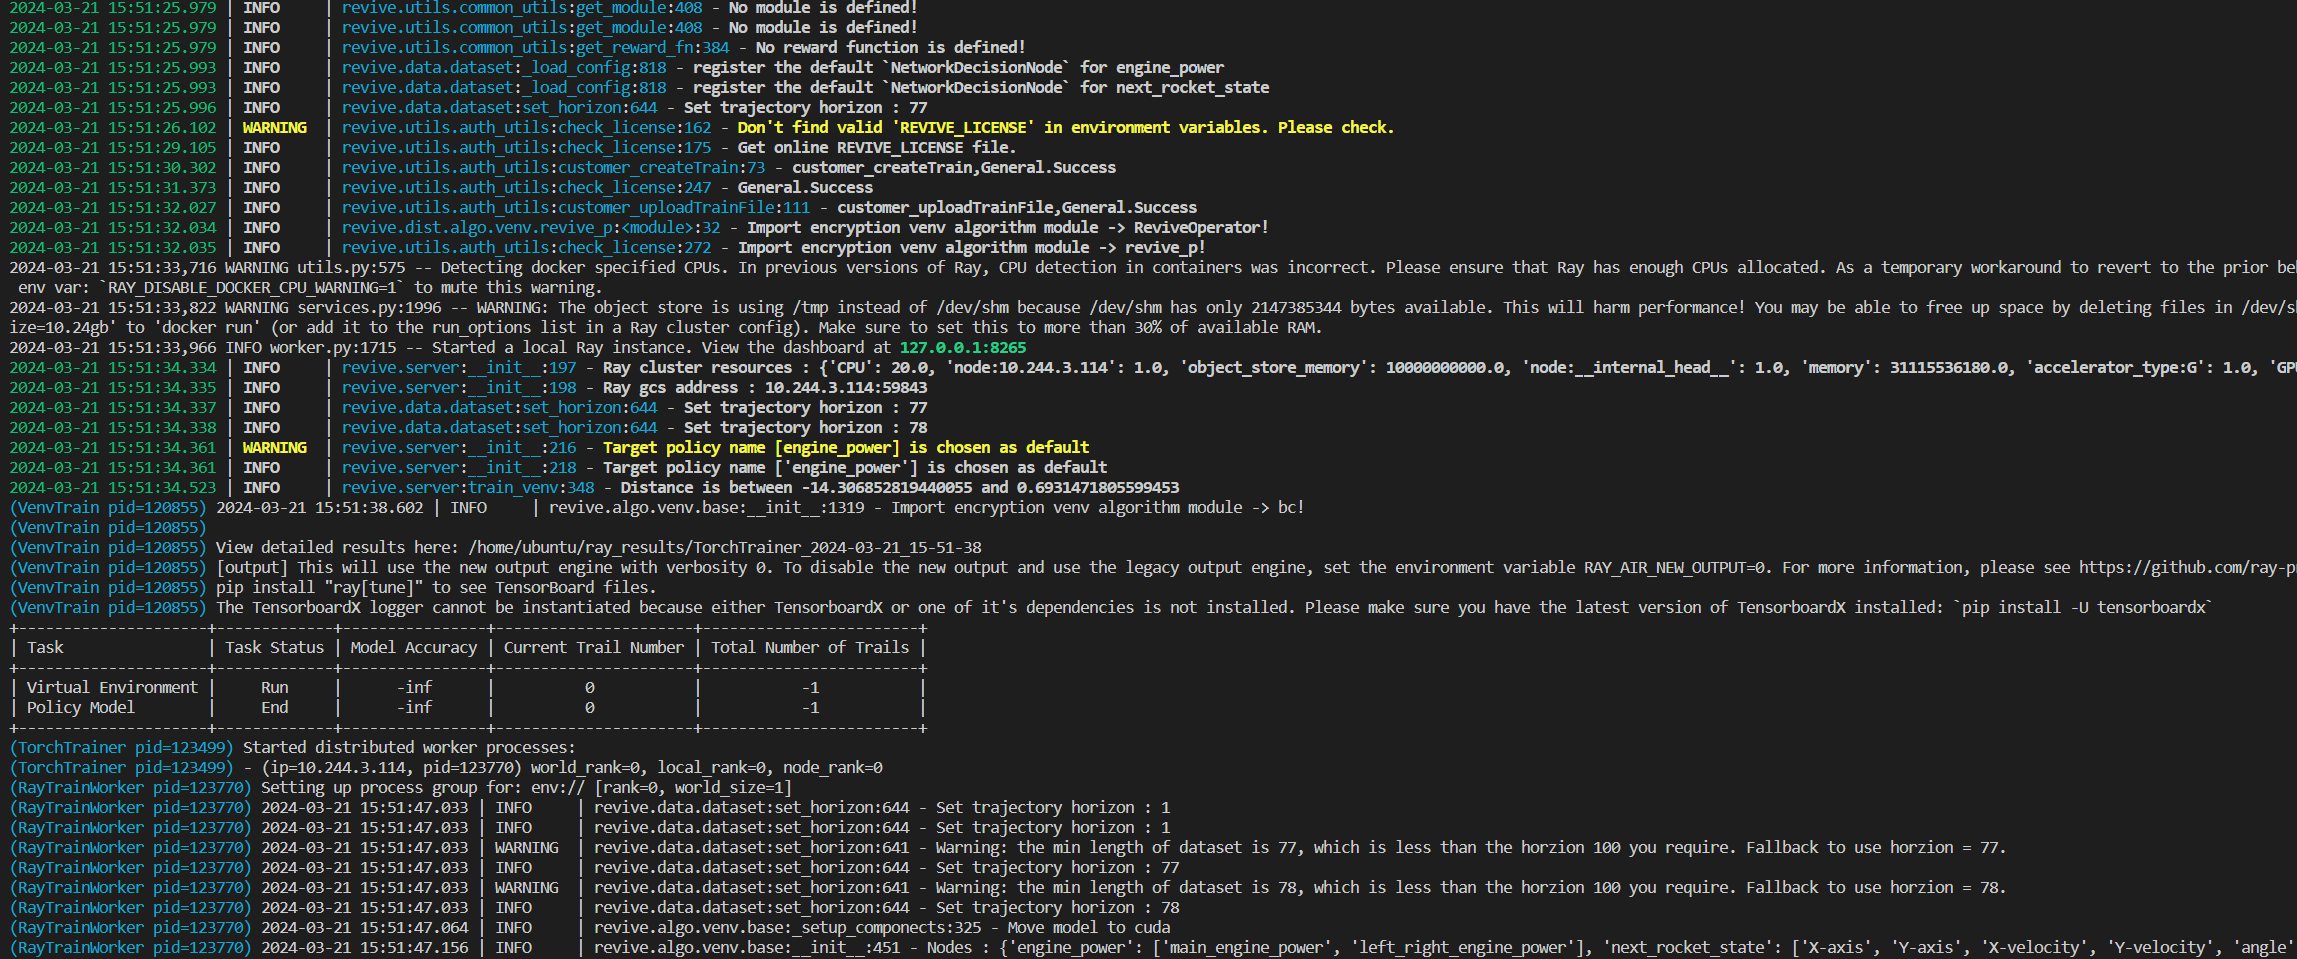 2024-03-21 15:51:25.979 | INFO     | revive.utils.common_utils:get_module:408 - No module is defined!
2024-03-21 15:51:25.979 | INFO     | revive.utils.common_utils:get_module:408 - No module is defined!
2024-03-21 15:51:25.979 | INFO     | revive.utils.common_utils:get_reward_fn:384 - No reward function is defined!
2024-03-21 15:51:25.993 | INFO     | revive.data.dataset:_load_config:818 - register the default `NetworkDecisionNode` for engine_power
2024-03-21 15:51:25.993 | INFO     | revive.data.dataset:_load_config:818 - register the default `NetworkDecisionNode` for next_rocket_state
2024-03-21 15:51:25.996 | INFO     | revive.data.dataset:set_horizon:644 - Set trajectory horizon : 77
2024-03-21 15:51:26.102 | WARNING  | revive.utils.auth_utils:check_license:162 - Don't find valid 'REVIVE_LICENSE' in environment variables. Please check.
2024-03-21 15:51:29.105 | INFO     | revive.utils.auth_utils:check_license:175 - Get online REVIVE_LICENSE file.
2024-03-21 15:51:30.302 | INFO     | revive.utils.auth_utils:customer_createTrain:73 - customer_createTrain,General.Success
2024-03-21 15:51:31.373 | INFO     | revive.utils.auth_utils:check_license:247 - General.Success
2024-03-21 15:51:32.027 | INFO     | revive.utils.auth_utils:customer_uploadTrainFile:111 - customer_uploadTrainFile,General.Success
2024-03-21 15:51:32.034 | INFO     | revive.dist.algo.venv.revive_p:<module>:32 - Import encryption venv algorithm module -> ReviveOperator!
2024-03-21 15:51:32.035 | INFO     | revive.utils.auth_utils:check_license:272 - Import encryption venv algorithm module -> revive_p!
2024-03-21 15:51:33,716 WARNING utils.py:575 -- Detecting docker specified CPUs. In previous versions of Ray, CPU detection in containers was incorrect. Please ensure that Ray has enough CPUs allocated. As a temporary workaround to revert to the prior be
 env var: `RAY_DISABLE_DOCKER_CPU_WARNING=1` to mute this warning.
2024-03-21 15:51:33,822 WARNING services.py:1996 -- WARNING: The object store is using /tmp instead of /dev/shm because /dev/shm has only 2147385344 bytes available. This will harm performance! You may be able to free up space by deleting files in /dev/s
ize=10.24gb' to 'docker run' (or add it to the run_options list in a Ray cluster config). Make sure to set this to more than 30% of available RAM.
2024-03-21 15:51:33,966 INFO worker.py:1715 -- Started a local Ray instance. View the dashboard at 127.0.0.1:8265
2024-03-21 15:51:34.334 | INFO     | revive.server:__init__:197 - Ray cluster resources : {'CPU': 20.0, 'node:10.244.3.114': 1.0, 'object_store_memory': 10000000000.0, 'node:__internal_head__': 1.0, 'memory': 31115536180.0, 'accelerator_type:G': 1.0, 'GP
2024-03-21 15:51:34.335 | INFO     | revive.server:__init__:198 - Ray gcs address : 10.244.3.114:59843
2024-03-21 15:51:34.337 | INFO     | revive.data.dataset:set_horizon:644 - Set trajectory horizon : 77
2024-03-21 15:51:34.338 | INFO     | revive.data.dataset:set_horizon:644 - Set trajectory horizon : 78
2024-03-21 15:51:34.361 | WARNING  | revive.server:__init__:216 - Target policy name [engine_power] is chosen as default
2024-03-21 15:51:34.361 | INFO     | revive.server:__init__:218 - Target policy name ['engine_power'] is chosen as default
2024-03-21 15:51:34.523 | INFO     | revive.server:train_venv:348 - Distance is between -14.306852819440055 and 0.6931471805599453
(VenvTrain pid=120855) 2024-03-21 15:51:38.602 | INFO     | revive.algo.venv.base:__init__:1319 - Import encryption venv algorithm module -> bc!
(VenvTrain pid=120855)
(VenvTrain pid=120855) View detailed results here: /home/ubuntu/ray_results/TorchTrainer_2024-03-21_15-51-38
(VenvTrain pid=120855) [output] This will use the new output engine with verbosity 0. To disable the new output and use the legacy output engine, set the environment variable RAY_AIR_NEW_OUTPUT=0. For more information, please see https://github.com/ray-p
(VenvTrain pid=120855) pip install "ray[tune]" to see TensorBoard files.
(VenvTrain pid=120855) The TensorboardX logger cannot be instantiated because either TensorboardX or one of it's dependencies is not installed. Please make sure you have the latest version of TensorboardX installed: `pip install -U tensorboardx`
+---------------------+-------------+----------------+----------------------+------------------------+
| Task                | Task Status | Model Accuracy | Current Trail Number | Total Number of Trails |
+---------------------+-------------+----------------+----------------------+------------------------+
| Virtual Environment |     Run     |      -inf      |          0           |           -1           |
| Policy Model        |     End     |      -inf      |          0           |           -1           |
+---------------------+-------------+----------------+----------------------+------------------------+
(TorchTrainer pid=123499) Started distributed worker processes:
(TorchTrainer pid=123499) - (ip=10.244.3.114, pid=123770) world_rank=0, local_rank=0, node_rank=0
(RayTrainWorker pid=123770) Setting up process group for: env:// [rank=0, world_size=1]
(RayTrainWorker pid=123770) 2024-03-21 15:51:47.033 | INFO     | revive.data.dataset:set_horizon:644 - Set trajectory horizon : 1
(RayTrainWorker pid=123770) 2024-03-21 15:51:47.033 | INFO     | revive.data.dataset:set_horizon:644 - Set trajectory horizon : 1
(RayTrainWorker pid=123770) 2024-03-21 15:51:47.033 | WARNING  | revive.data.dataset:set_horizon:641 - Warning: the min length of dataset is 77, which is less than the horzion 100 you require. Fallback to use horzion = 77.
(RayTrainWorker pid=123770) 2024-03-21 15:51:47.033 | INFO     | revive.data.dataset:set_horizon:644 - Set trajectory horizon : 77
(RayTrainWorker pid=123770) 2024-03-21 15:51:47.033 | WARNING  | revive.data.dataset:set_horizon:641 - Warning: the min length of dataset is 78, which is less than the horzion 100 you require. Fallback to use horzion = 78.
(RayTrainWorker pid=123770) 2024-03-21 15:51:47.033 | INFO     | revive.data.dataset:set_horizon:644 - Set trajectory horizon : 78
(RayTrainWorker pid=123770) 2024-03-21 15:51:47.064 | INFO     | revive.algo.venv.base:_setup_componects:325 - Move model to cuda
(RayTrainWorker pid=123770) 2024-03-21 15:51:47.156 | INFO     | revive.algo.venv.base:__init__:451 - Nodes : {'engine_power': ['main_engine_power', 'left_right_engine_power'], 'next_rocket_state': ['X-axis', 'Y-axis', 'X-velocity', 'Y-velocity', 'angle'